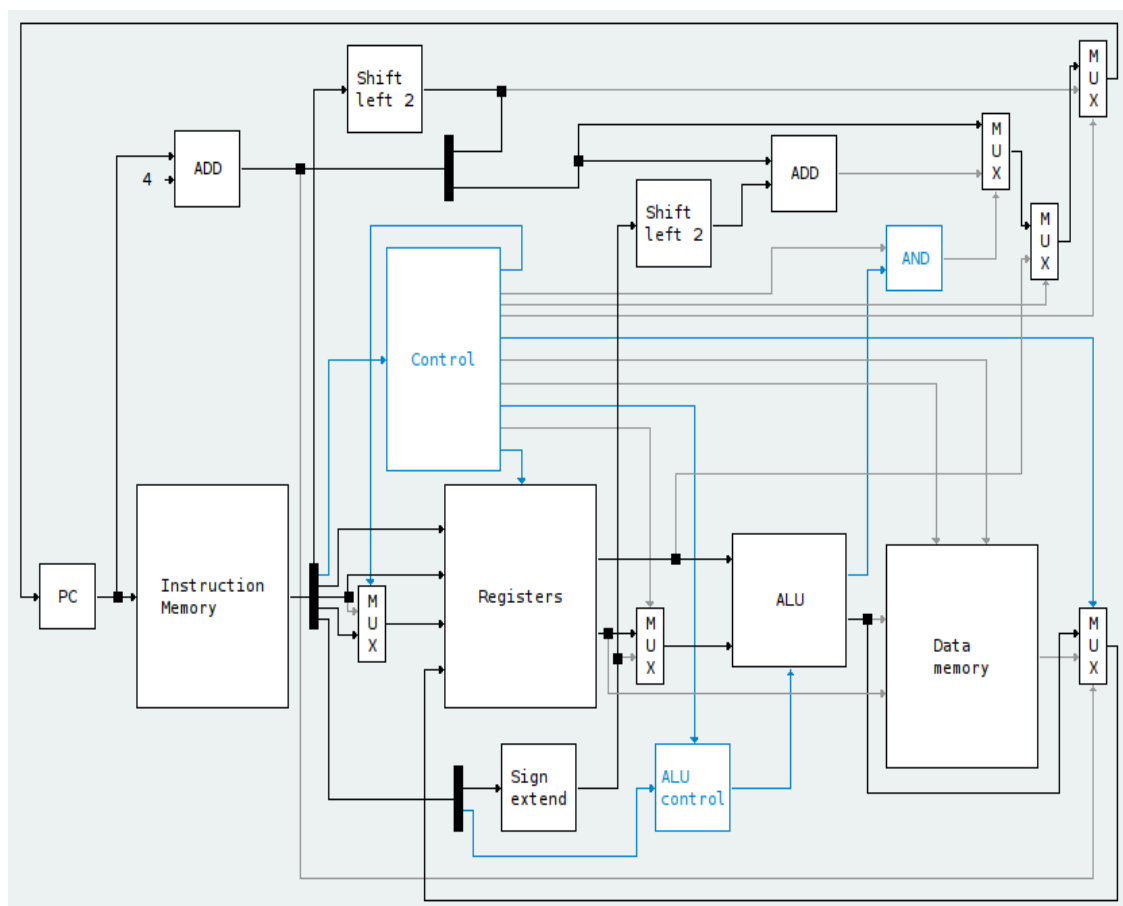 M
U
X
Shift
left 2
M
U
X
ADD
4
ADD
Shift
left 2
M
U
X
AND
Control
PC
Instruction
Memory
M
U
X
Registers
ALU
M
U
X
Data
memory
M
U
X
Sign
extend
ALU
control